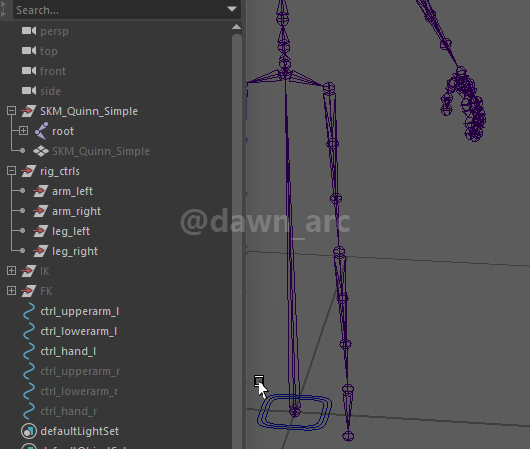 Search...
persp
top
front
side
SKM_Quinn_Simple
root
SKM_Quinn_Simple
rig_ctrls
arm_left
arm_right
leg_left
leg_right
IK
FK
ctrl_upperarm_l
ctrl_lowerarm_l
ctrl_hand_l
ctrl_upperarm_r
ctrl_lowerarm_r
ctrl_hand_r
defaultLightSet
@dawn_arc